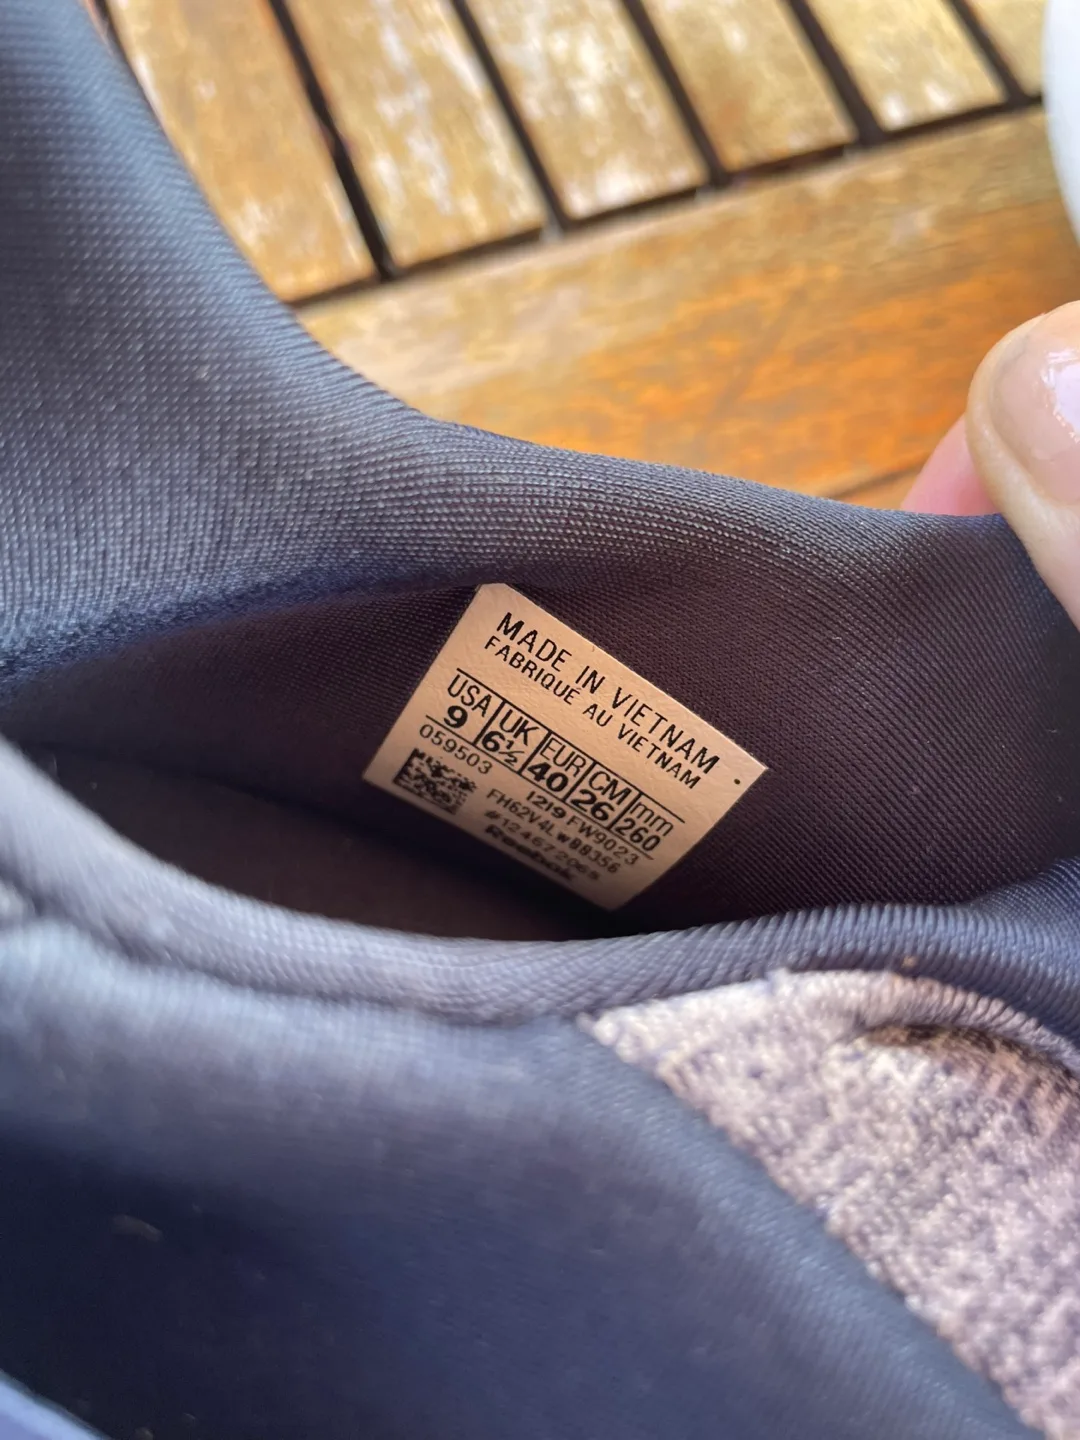 MADE IN VIETNAM
FABRIQUÉ AU VIETNAM
USA UK EUR CM mm
9 6½ 40 26 260
059503 1219 FW9023
FH62V4L
Reebok